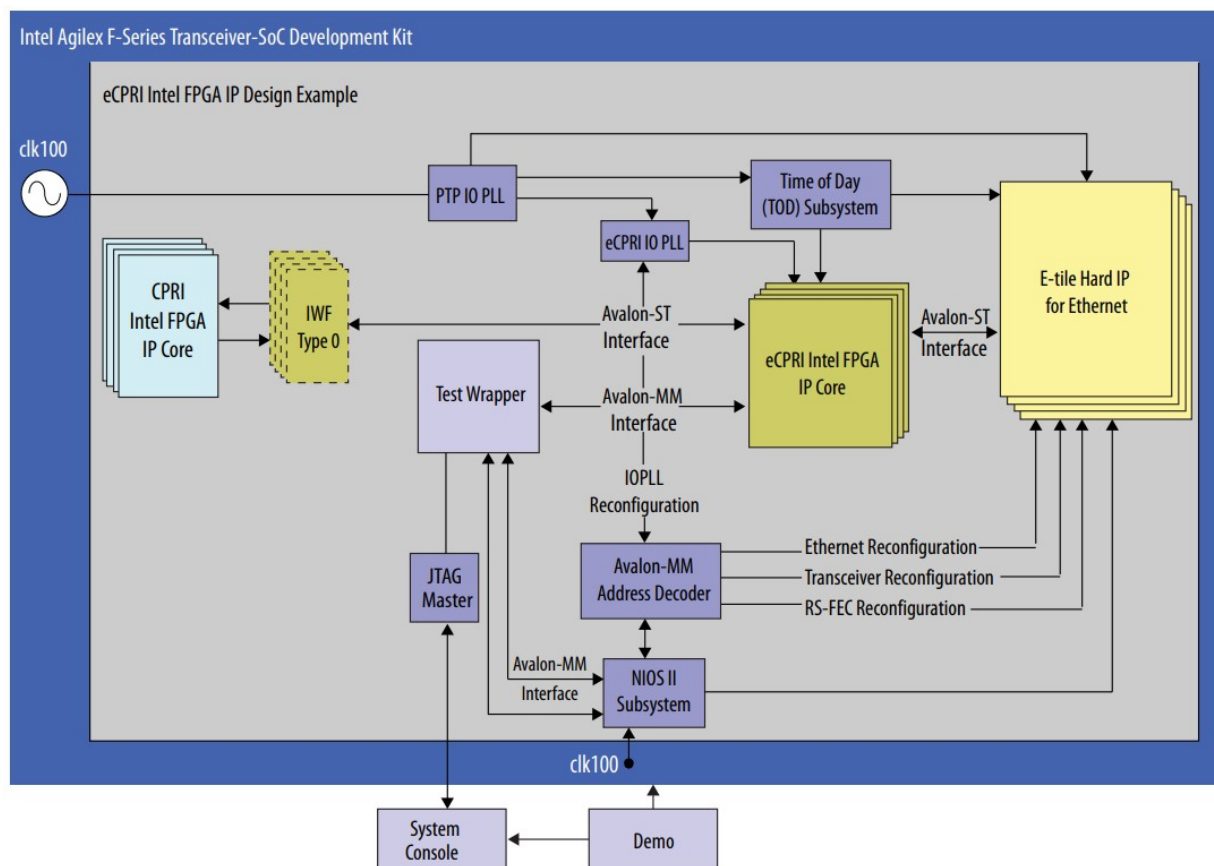 Intel Agilex F-Series Transceiver-SoC Development Kit
eCPRI Intel FPGA IP Design Example
clk100
PTP IO PLL
Time of Day
(TOD) Subsystem
eCPRI IO PLL
CPRI
Intel FPGA
IP Core
IWF
Type 0
Avalon-ST
Interface
eCPRI Intel FPGA
IP Core
Avalon-ST
Interface
E-tile Hard IP
for Ethernet
Test Wrapper
Avalon-MM
Interface
IOPLL
Reconfiguration
JTAG
Master
Avalon-MM
Address Decoder
Ethernet Reconfiguration
Transceiver Reconfiguration
RS-FEC Reconfiguration
Avalon-MM
Interface
NIOS II
Subsystem
clk100
System
Console
Demo